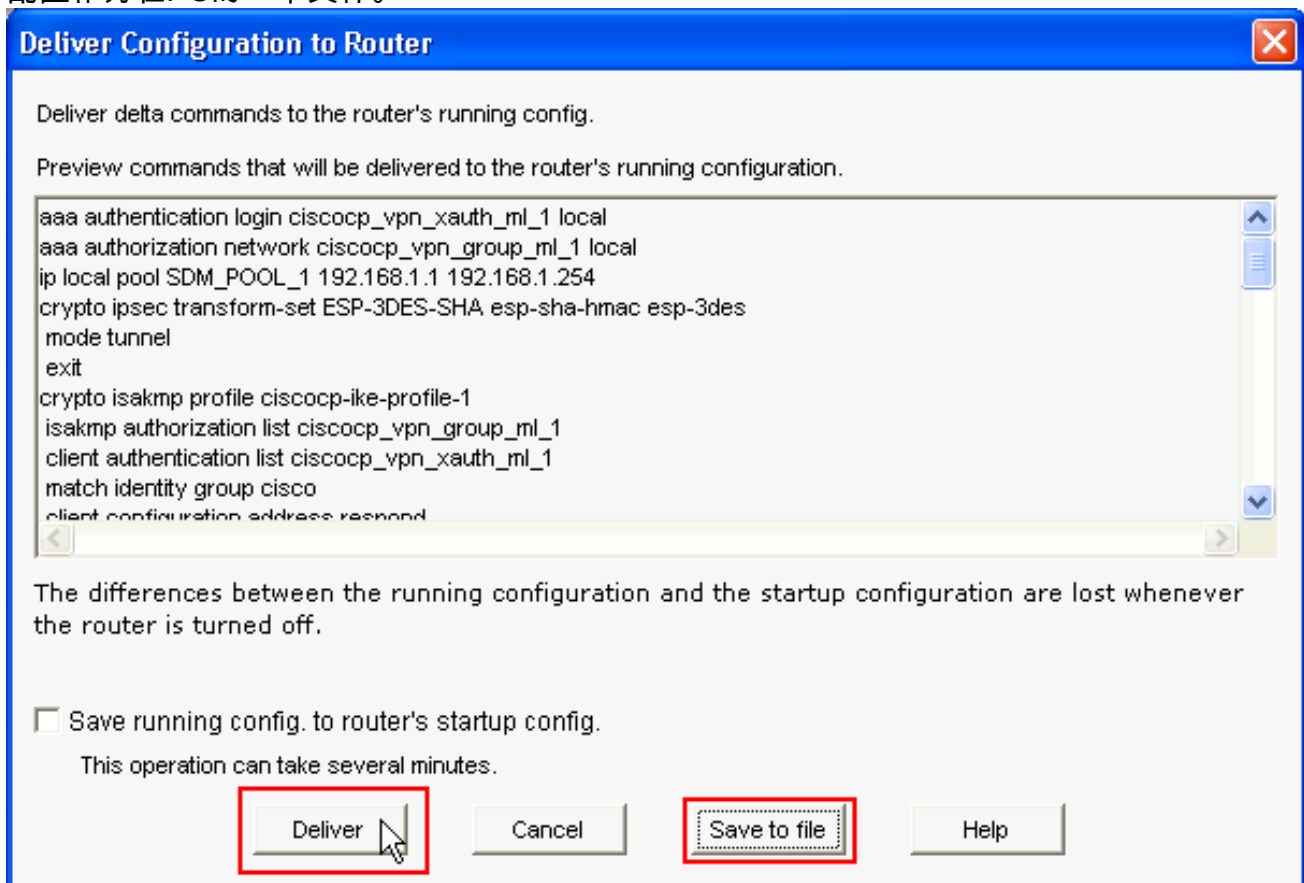 Deliver Configuration to Router
Deliver delta commands to the router's running config.
Preview commands that will be delivered to the router's running configuration.
aaa authentication login ciscocp_vpn_xauth_ml_1 local
aaa authorization network ciscocp_vpn_group_ml_1 local
ip local pool SDM_POOL_1 192.168.1.1 192.168.1.254
crypto ipsec transform-set ESP-3DES-SHA esp-sha-hmac esp-3des
mode tunnel
exit
crypto isakmp profile ciscocp-ike-profile-1
isakmp authorization list ciscocp_vpn_group_ml_1
client authentication list ciscocp_vpn_xauth_ml_1
match identity group cisco
client configuration address respond
The differences between the running configuration and the startup configuration are lost whenever
the router is turned off.
Save running config. to router's startup config.
This operation can take several minutes.
Deliver
Cancel
Save to file
Help